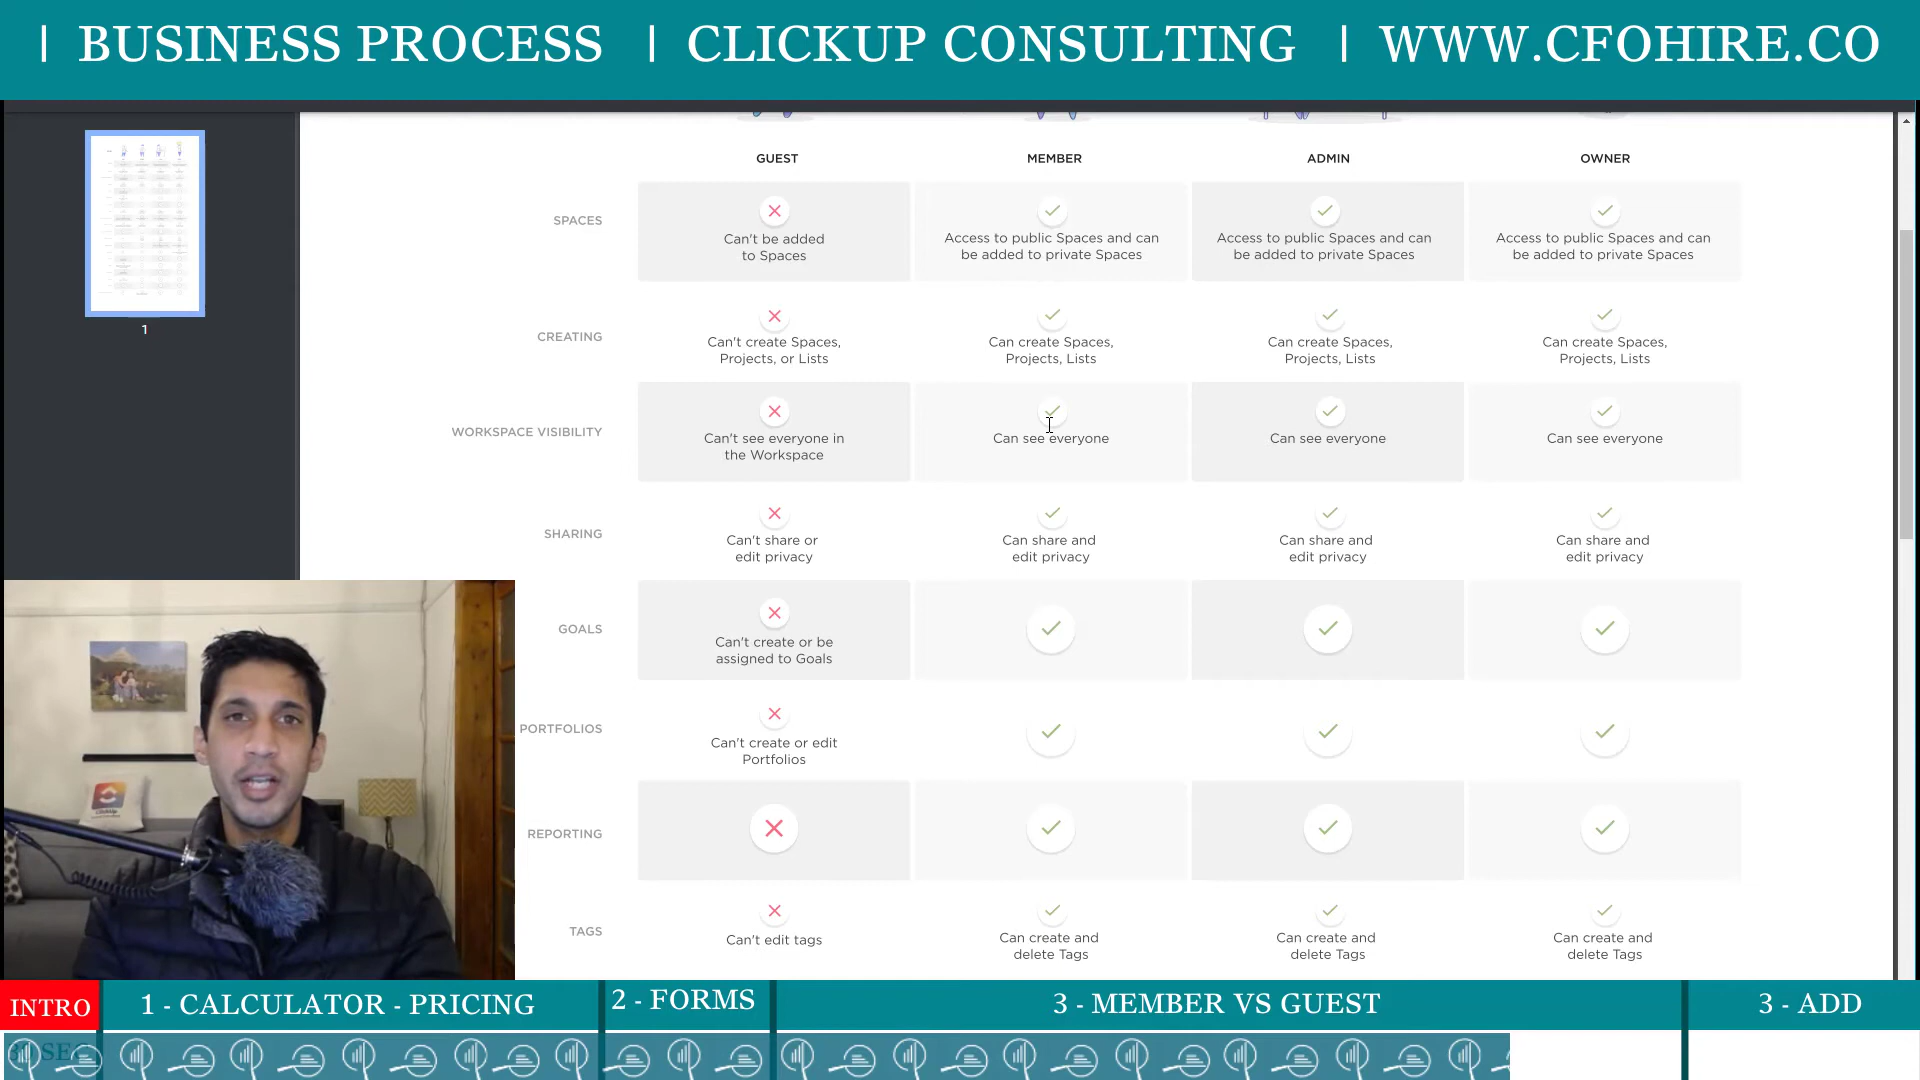 | BUSINESS PROCESS | CLICKUP CONSULTING | WWW.CFOHIRE.CO
GUEST MEMBER ADMIN OWNER
SPACES
Can't be added
to Spaces
Access to public Spaces and can
be added to private Spaces
Access to public Spaces and can
be added to private Spaces
Access to public Spaces and can
be added to private Spaces
CREATING
Can't create Spaces,
Projects, or Lists
Can create Spaces,
Projects, Lists
Can create Spaces,
Projects, Lists
Can create Spaces,
Projects, Lists
WORKSPACE VISIBILITY
Can't see everyone in
the Workspace
Can see everyone
Can see everyone
Can see everyone
SHARING
Can't share or
edit privacy
Can share and
edit privacy
Can share and
edit privacy
Can share and
edit privacy
GOALS
Can't create or be
assigned to Goals
PORTFOLIOS
Can't create or edit
Portfolios
REPORTING
TAGS
Can't edit tags
Can create and
delete Tags
Can create and
delete Tags
Can create and
delete Tags
1
ClickUp
INTRO
1 - CALCULATOR - PRICING
2 - FORMS
3 - MEMBER VS GUEST
3 - ADD
30 SEC